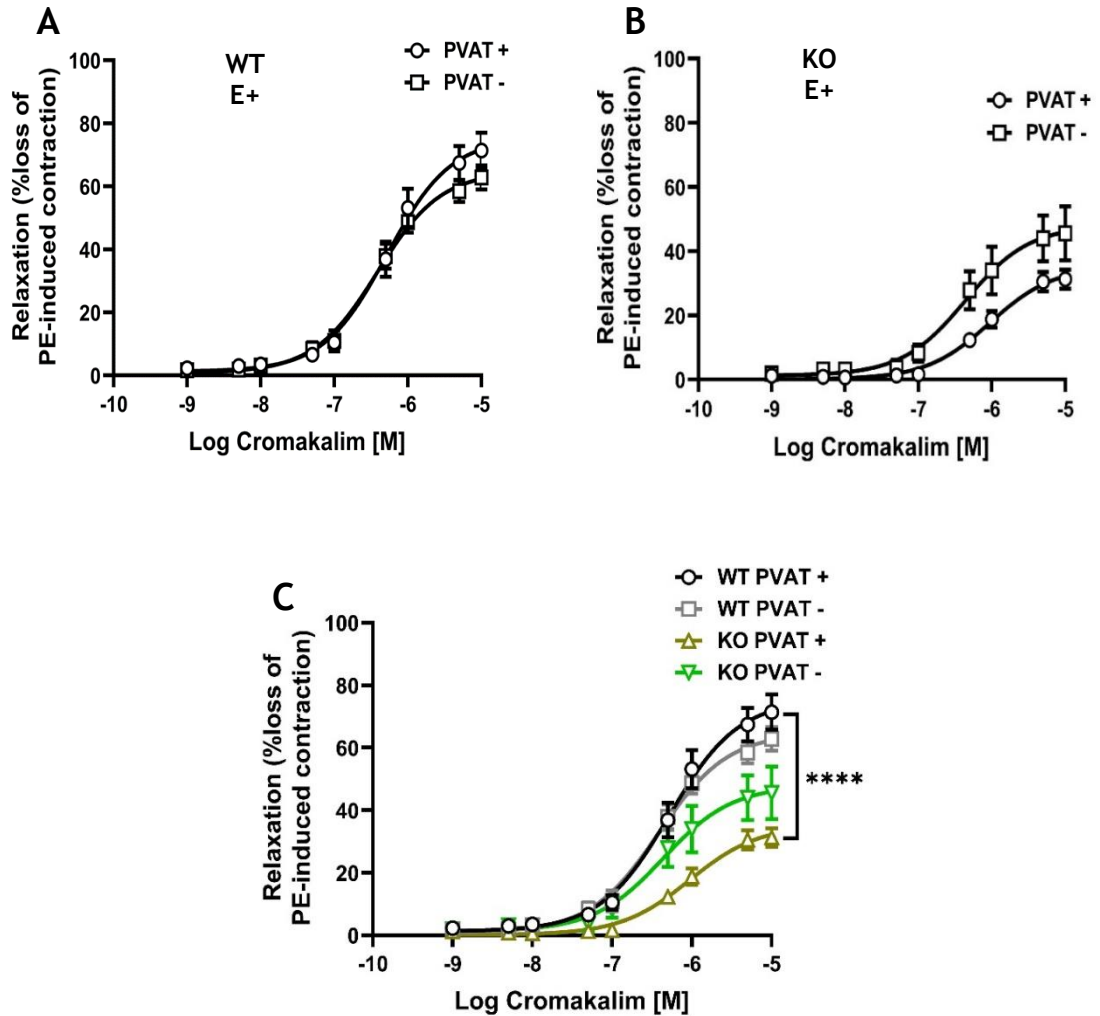 A
WT
E+
PVAT +
PVAT -
Relaxation (%loss of
PE-induced contraction)
100
80
60
40
20
0
-10 -9 -8 -7 -6 -5
Log Cromakalim [M]
B
KO
E+
PVAT +
PVAT -
Relaxation (%loss of
PE-induced contraction)
100
80
60
40
20
0
-10 -9 -8 -7 -6 -5
Log Cromakalim [M]
C
WT PVAT +
WT PVAT -
KO PVAT +
KO PVAT -
Relaxation (%loss of
PE-induced contraction)
100
80
60
40
20
0
****
-10 -9 -8 -7 -6 -5
Log Cromakalim [M]